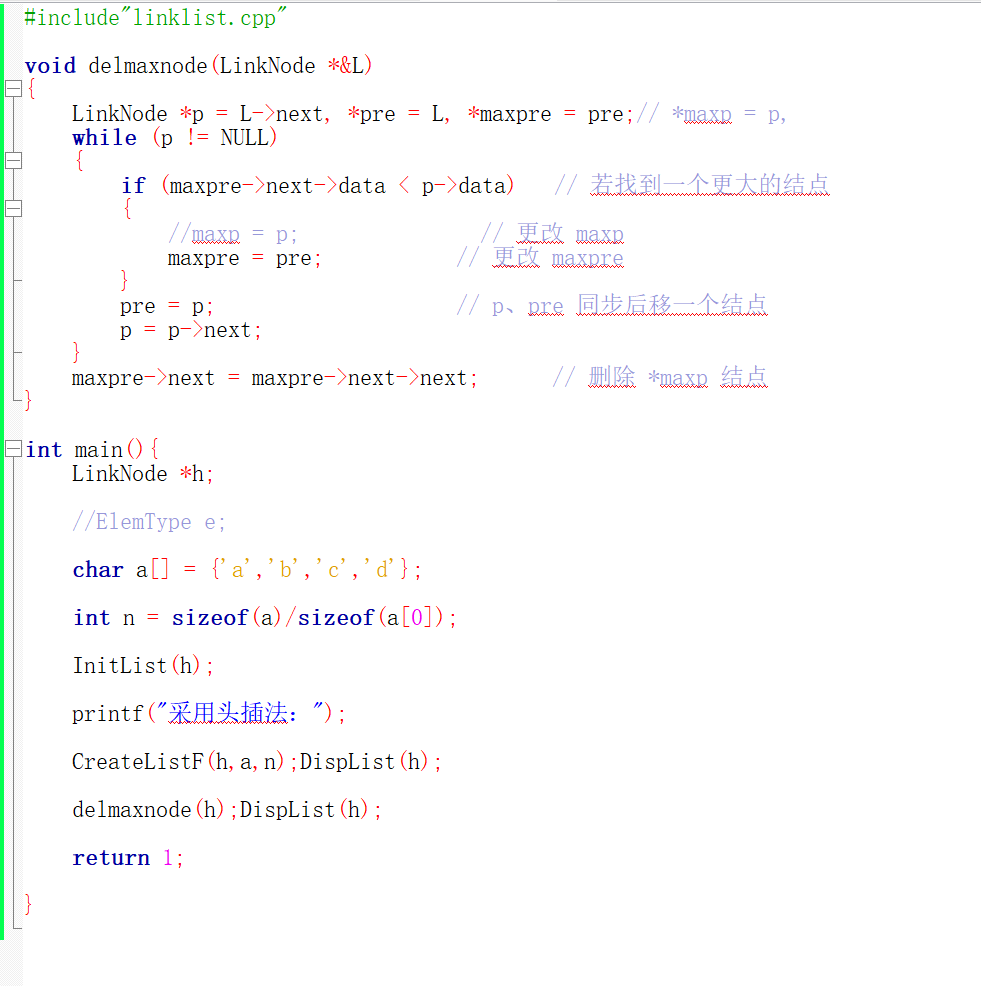 #include"linklist.cpp"
void delmaxnode(LinkNode *&L)
{
LinkNode *p = L->next, *pre = L, *maxpre = pre;// *maxp = p,
while (p != NULL)
{
if (maxpre->next->data < p->data) // 若找到一个更大的结点
{
//maxp = p; // 更改 maxp
maxpre = pre; // 更改 maxpre
}
pre = p; // p、pre 同步后移一个结点
p = p->next;
}
maxpre->next = maxpre->next->next; // 删除 *maxp 结点
}
int main(){
LinkNode *h;
//ElemType e;
char a[] = {'a','b','c','d'};
int n = sizeof(a)/sizeof(a[0]);
InitList(h);
printf("采用头插法：");
CreateListF(h,a,n);DispList(h);
delmaxnode(h);DispList(h);
return 1;
}